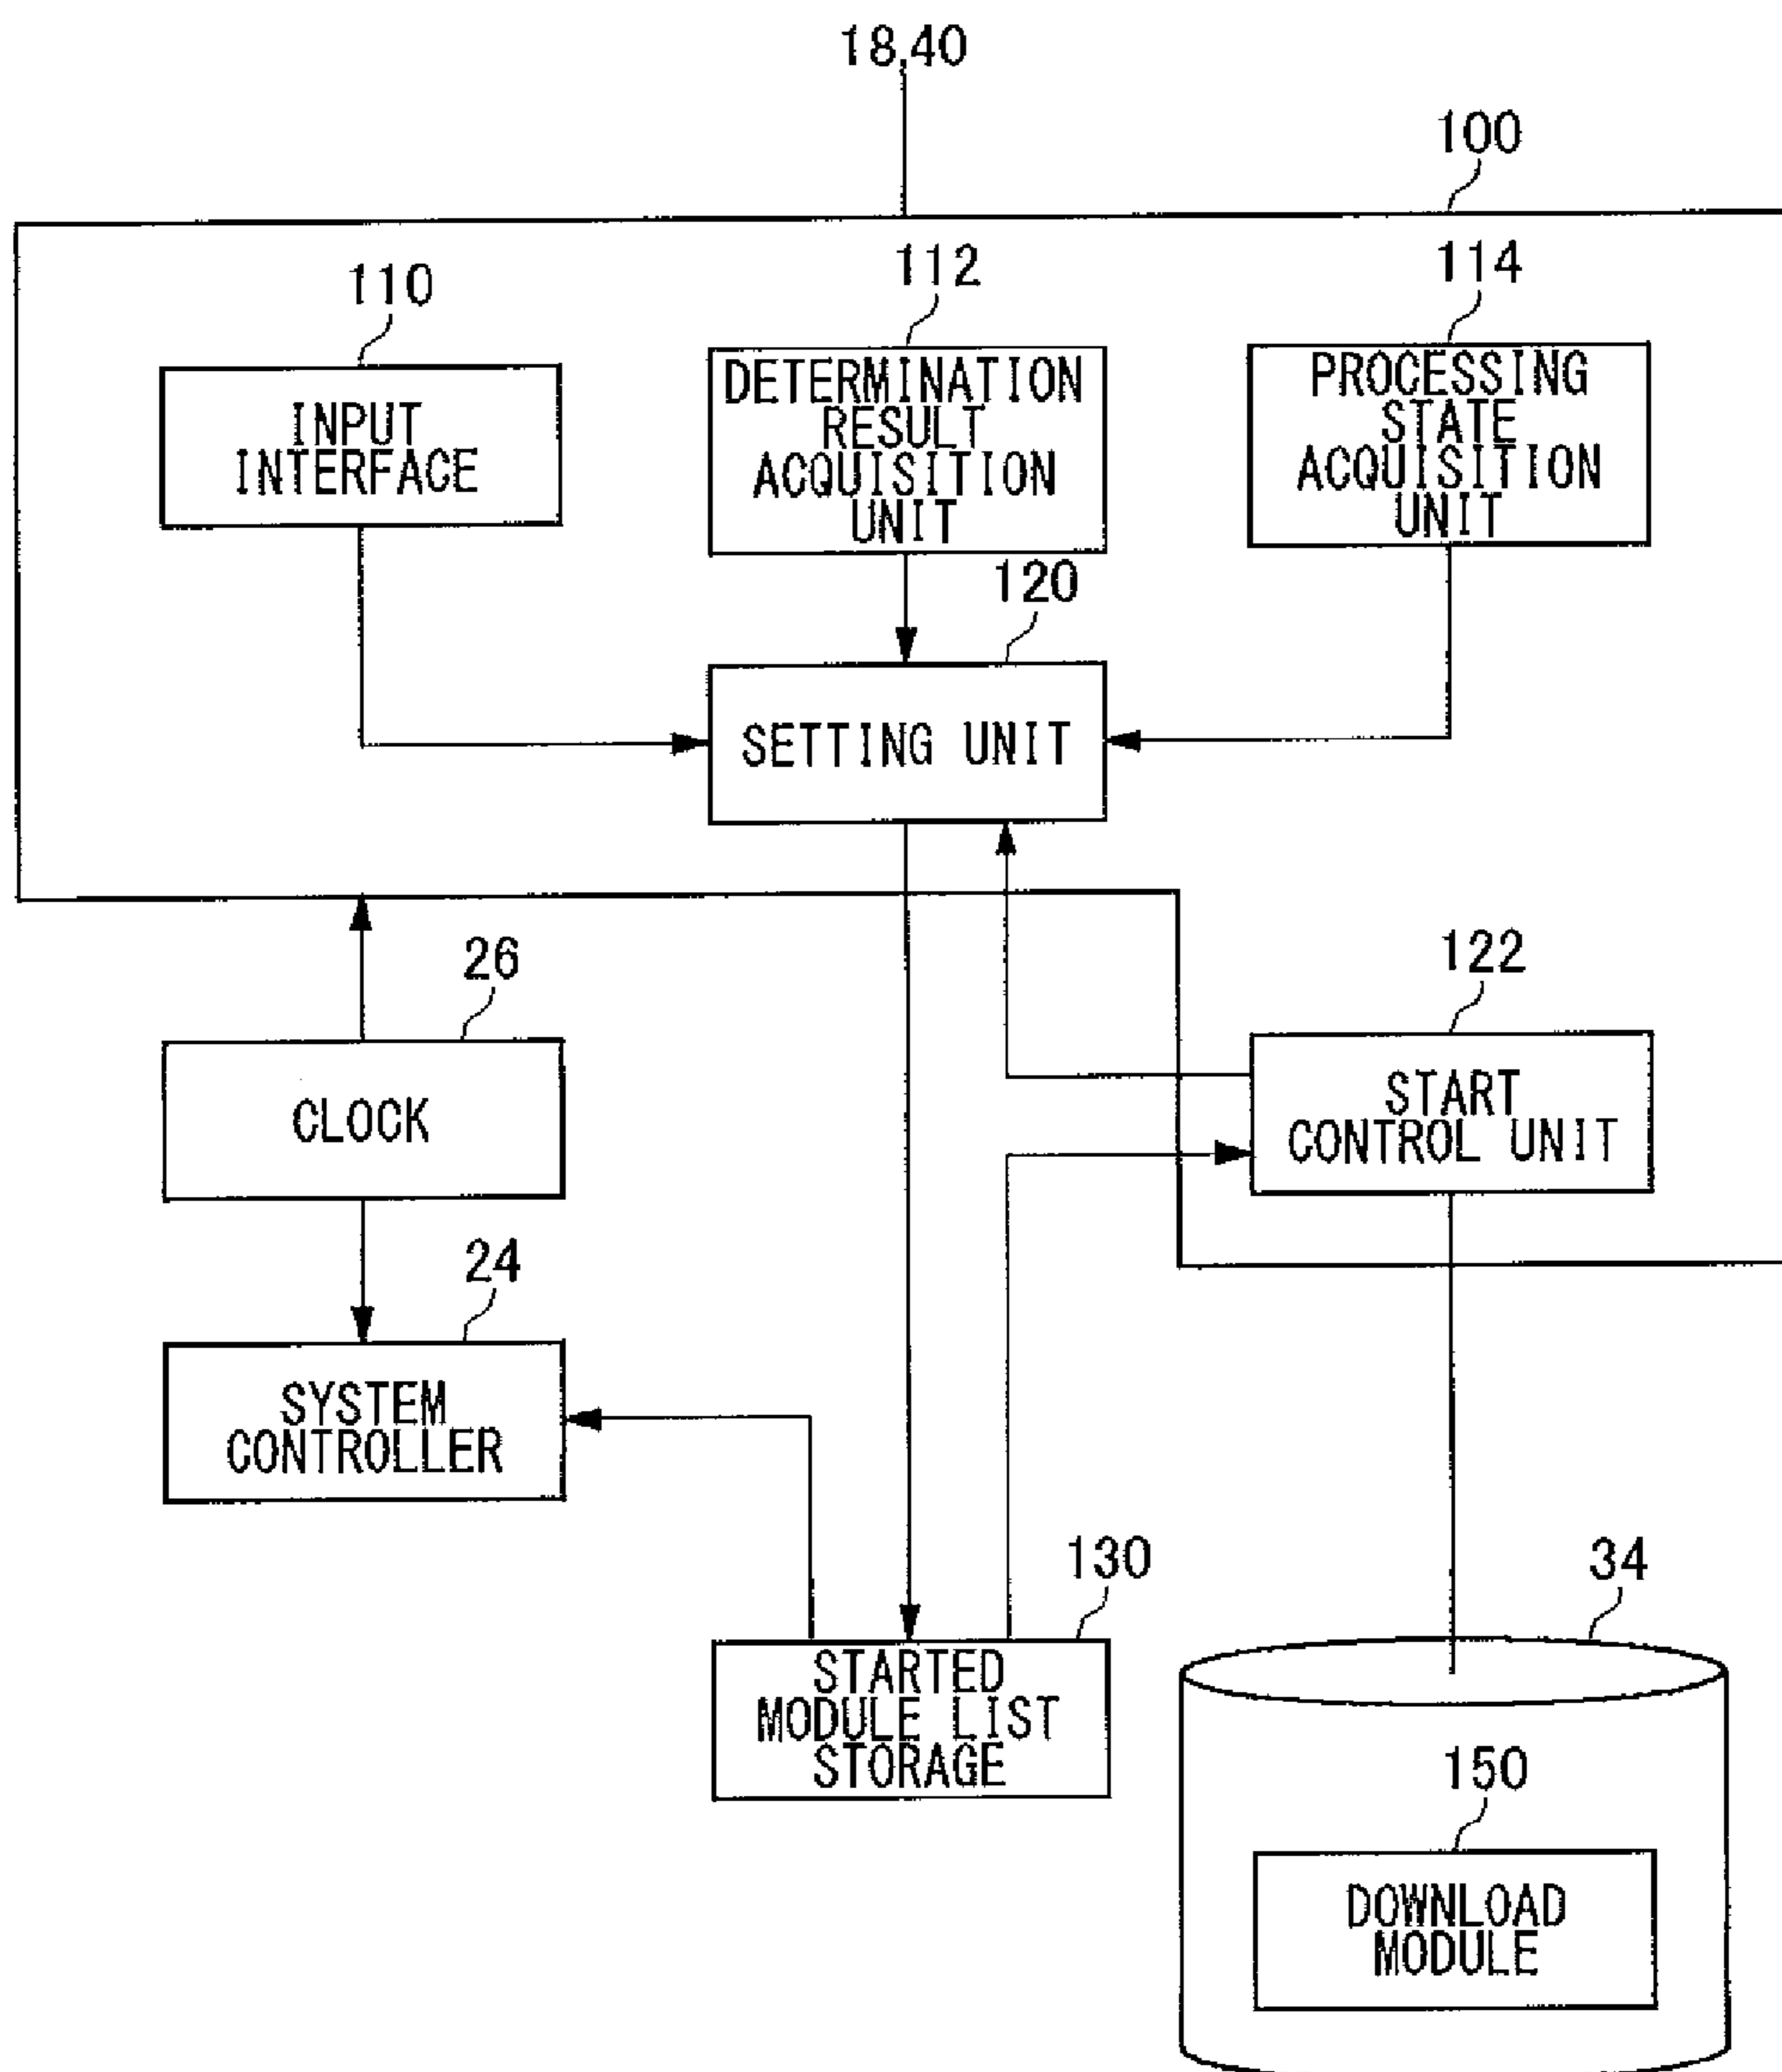 18,40
100
110
112
114
INPUT
INTERFACE
DETERMINATION
RESULT
ACQUISITION
UNIT
PROCESSING
STATE
ACQUISITION
UNIT
120
SETTING UNIT
26
CLOCK
122
START
CONTROL UNIT
24
SYSTEM
CONTROLLER
130
STARTED
MODULE LIST
STORAGE
34
150
DOWNLOAD
MODULE